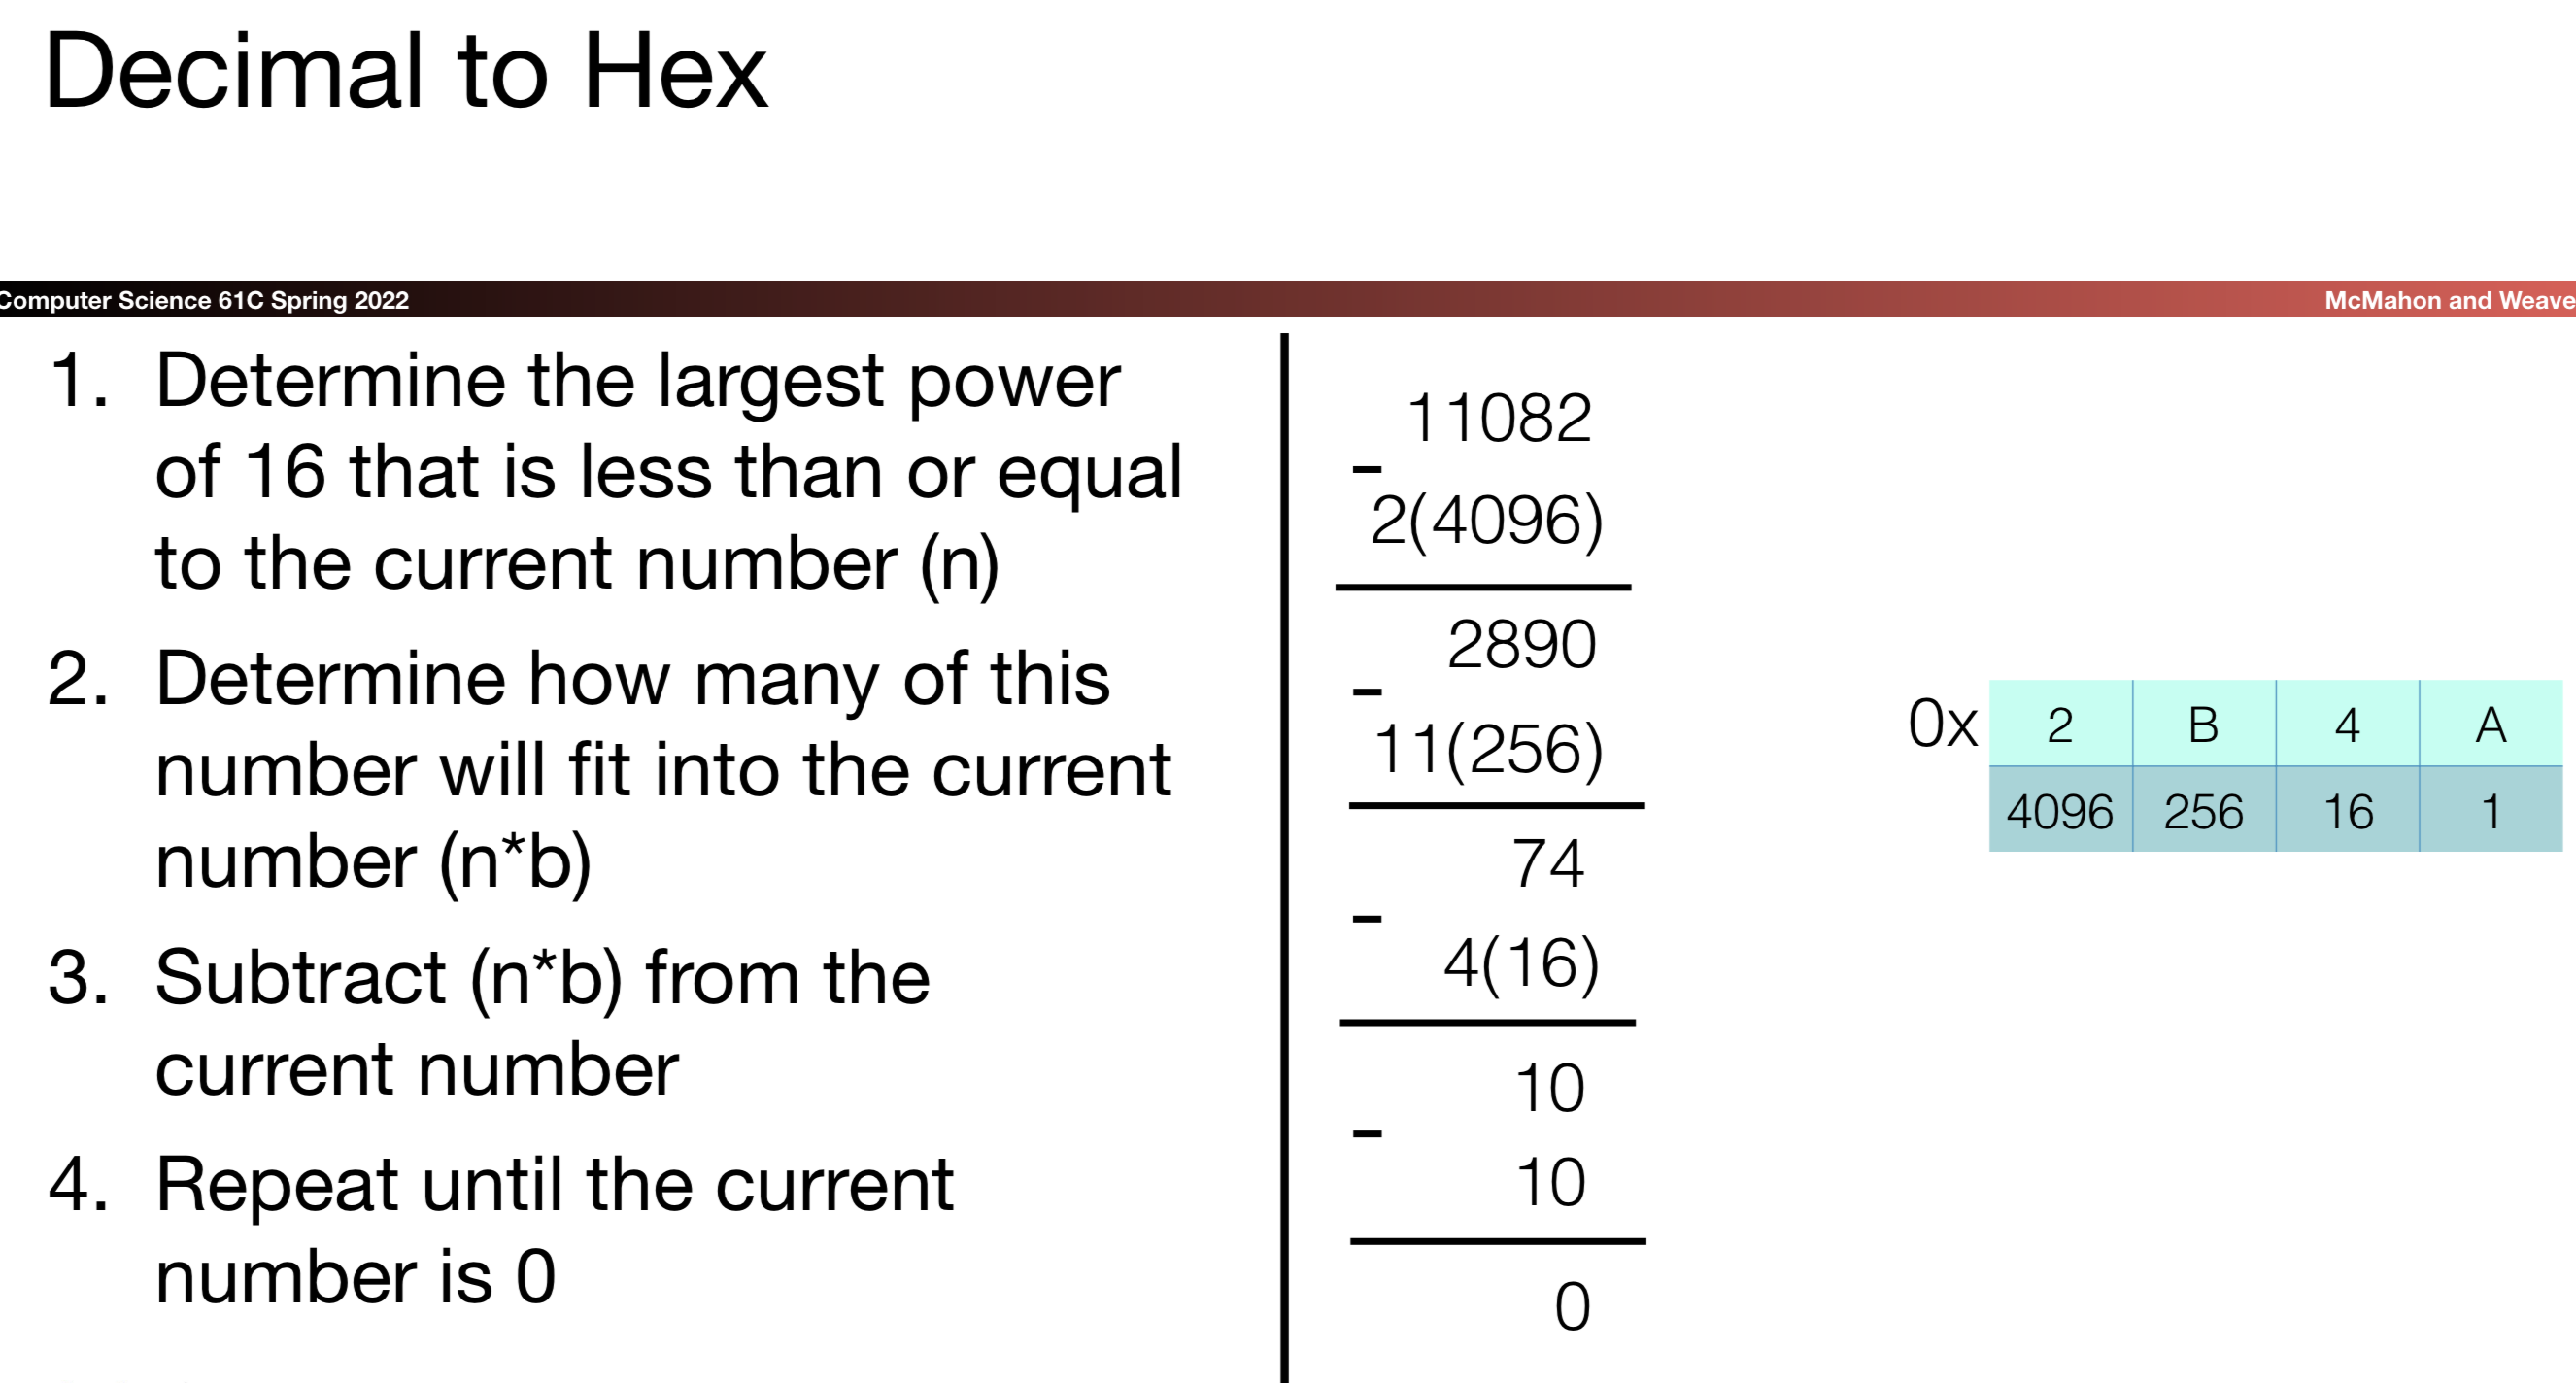 Decimal to Hex
Computer Science 61C Spring 2022
McMahon and Weave
1. Determine the largest power
of 16 that is less than or equal
to the current number (n)
2. Determine how many of this
number will fit into the current
number (n*b)
3. Subtract (n*b) from the
current number
4. Repeat until the current
number is 0
11082
-
2(4096)
2890
-
11(256)
74
-
4(16)
10
-
10
0
0x 2 B 4 A
4096 256 16 1